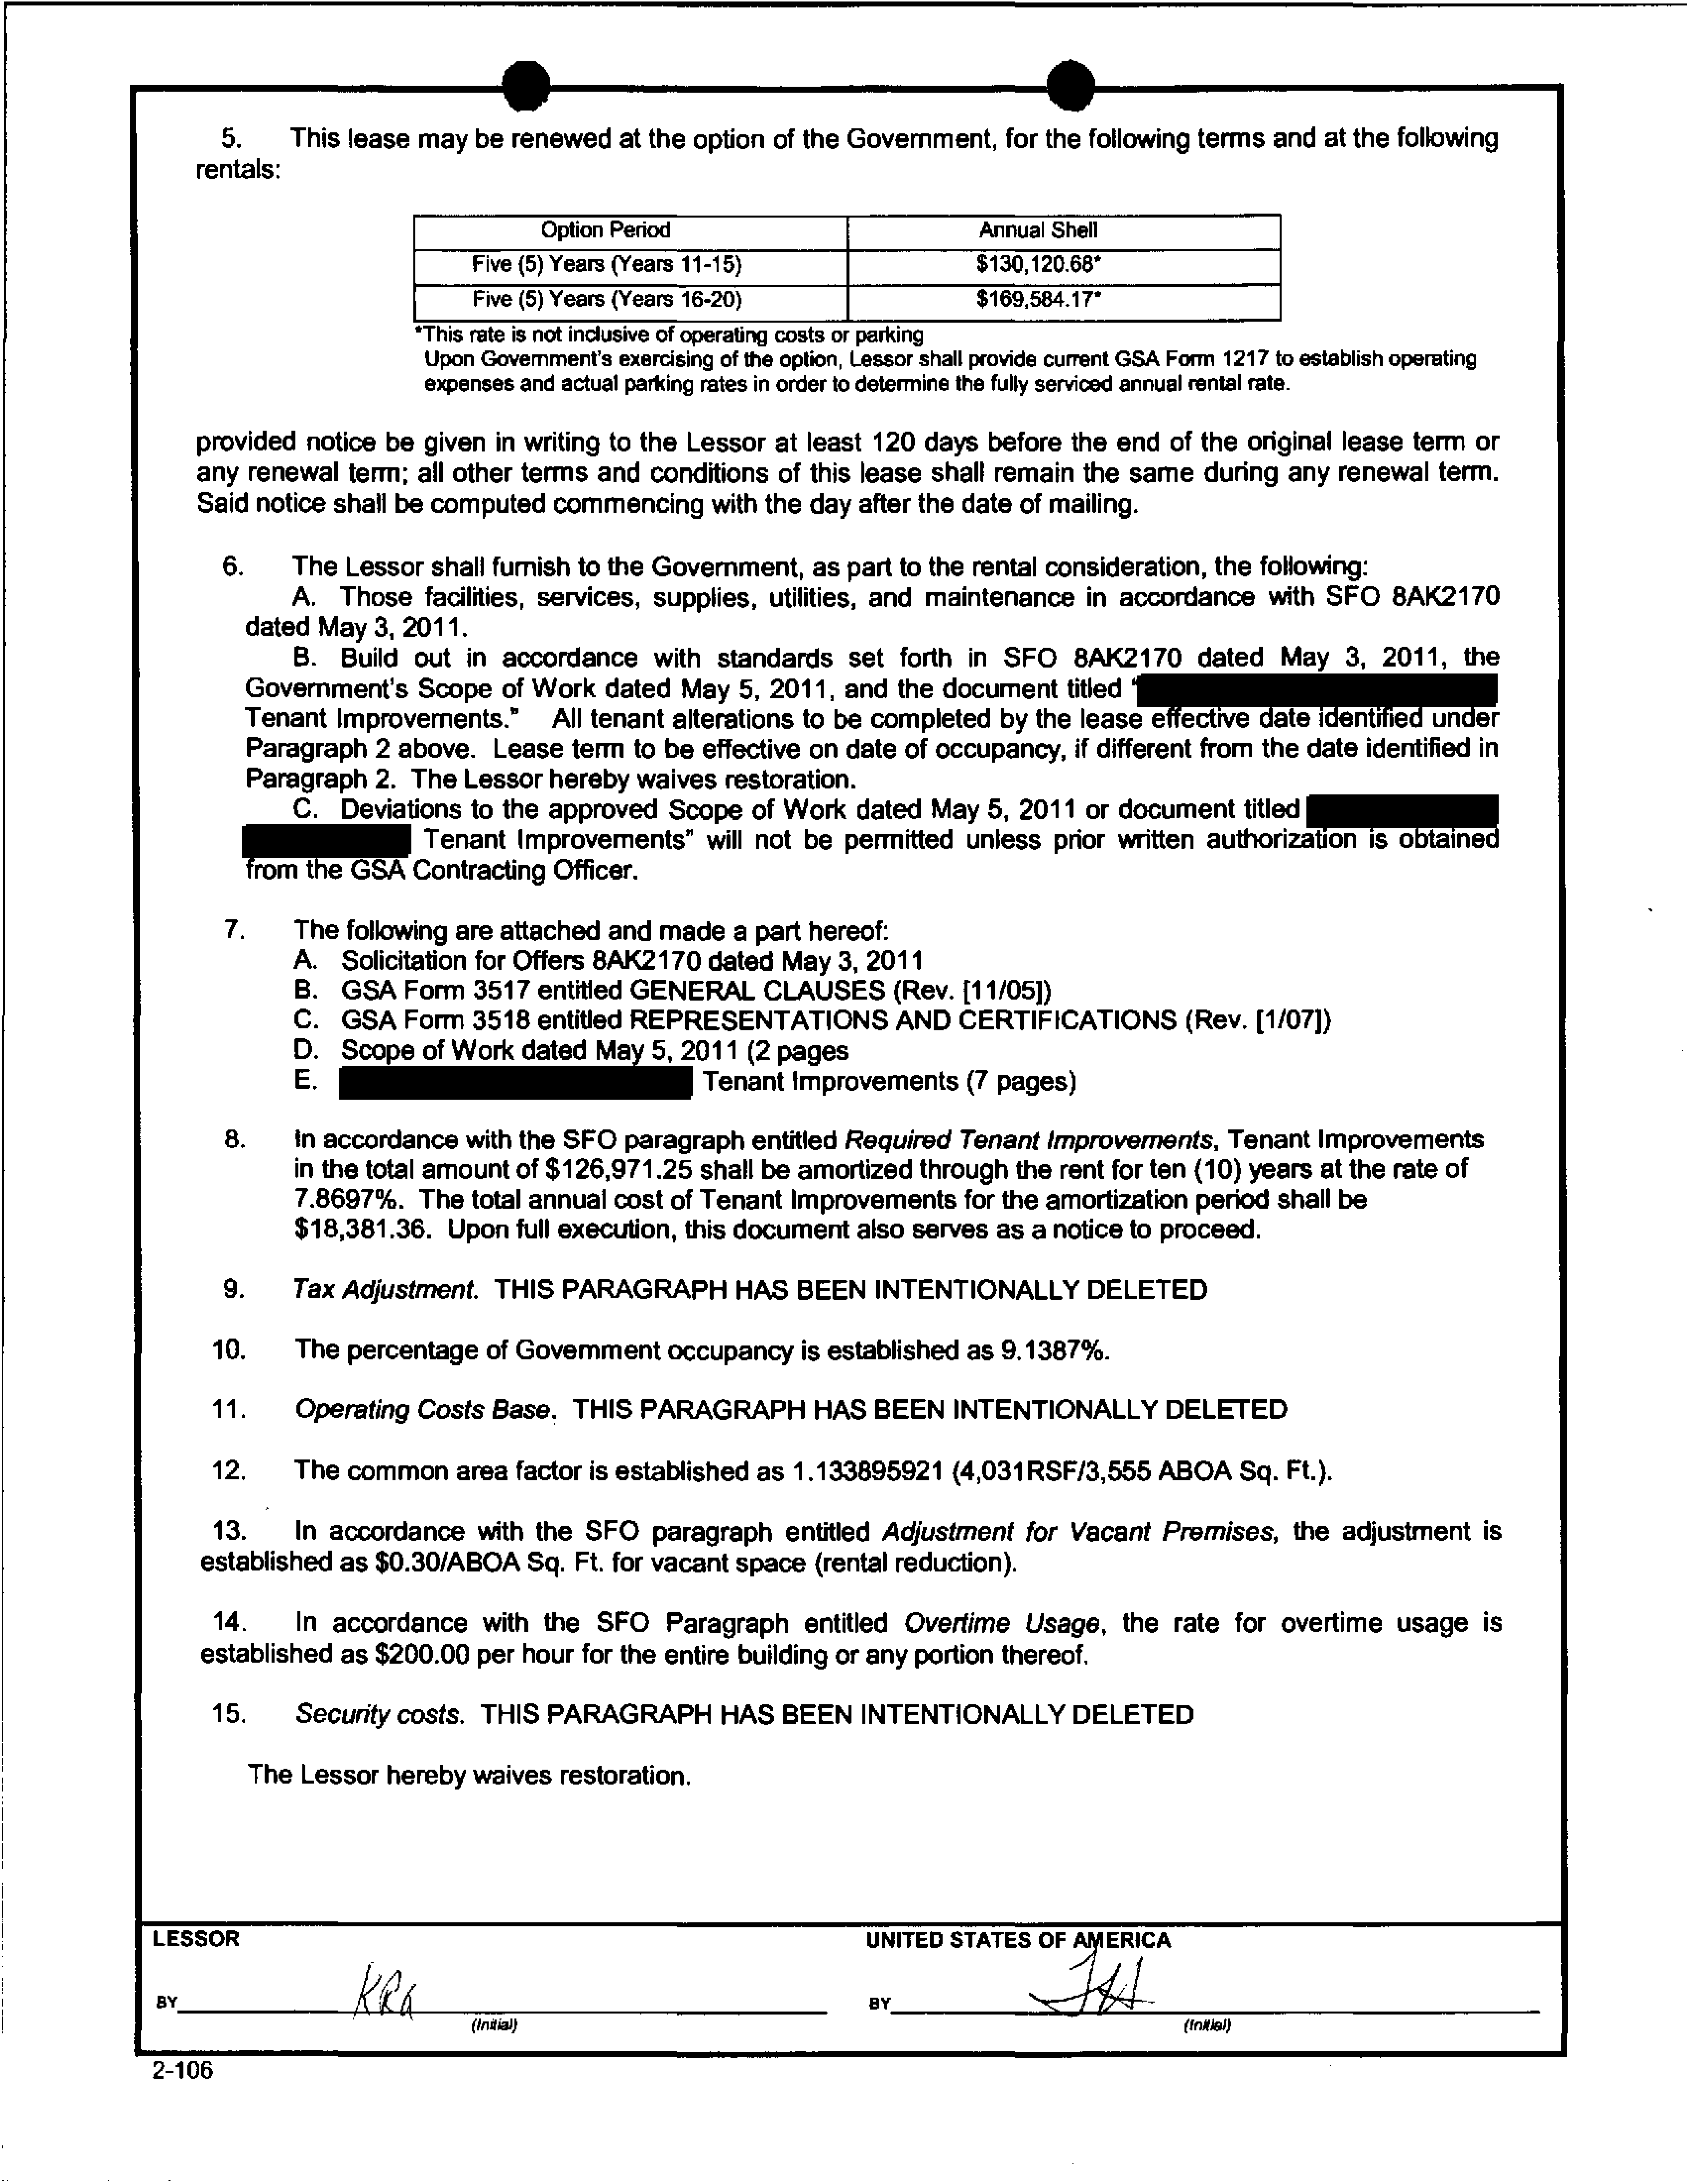 5. This lease may be renewed at the option of the Government, for the following terms and at the following
rentals:
Option Period Annual Shell
Five (5) Years (Years 11-15) $130,120.68*
Five (5) Years (Years 16-20) $169,584.17*
*This rate is not inclusive of operating costs or parking
Upon Government's exercising of the option, Lessor shall provide current GSA Form 1217 to establish operating
expenses and actual parking rates in order to determine the fully serviced annual rental rate.
provided notice be given in writing to the Lessor at least 120 days before the end of the original lease term or
any renewal term; all other terms and conditions of this lease shall remain the same during any renewal term.
Said notice shall be computed commencing with the day after the date of mailing.
6. The Lessor shall furnish to the Government, as part to the rental consideration, the following:
A. Those facilities, services, supplies, utilities, and maintenance in accordance with SFO 8AK2170
dated May 3, 2011.
B. Build out in accordance with standards set forth in SFO 8AK2170 dated May 3, 2011, the
Government's Scope of Work dated May 5, 2011, and the document titled "
Tenant Improvements." All tenant alterations to be completed by the lease effective date identified under
Paragraph 2 above. Lease term to be effective on date of occupancy, if different from the date identified in
Paragraph 2. The Lessor hereby waives restoration.
C. Deviations to the approved Scope of Work dated May 5, 2011 or document titled
Tenant Improvements" will not be permitted unless prior written authorization is obtained
from the GSA Contracting Officer.
7. The following are attached and made a part hereof:
A. Solicitation for Offers 8AK2170 dated May 3, 2011
B. GSA Form 3517 entitled GENERAL CLAUSES (Rev. [11/05])
C. GSA Form 3518 entitled REPRESENTATIONS AND CERTIFICATIONS (Rev. [1/07])
D. Scope of Work dated May 5, 2011 (2 pages
E. Tenant Improvements (7 pages)
8. In accordance with the SFO paragraph entitled Required Tenant Improvements, Tenant Improvements
in the total amount of $126,971.25 shall be amortized through the rent for ten (10) years at the rate of
7.8697%. The total annual cost of Tenant Improvements for the amortization period shall be
$18,381.36. Upon full execution, this document also serves as a notice to proceed.
9. Tax Adjustment. THIS PARAGRAPH HAS BEEN INTENTIONALLY DELETED
10. The percentage of Government occupancy is established as 9.1387%.
11. Operating Costs Base. THIS PARAGRAPH HAS BEEN INTENTIONALLY DELETED
12. The common area factor is established as 1.133895921 (4,031RSF/3,555 ABOA Sq. Ft.).
13. In accordance with the SFO paragraph entitled Adjustment for Vacant Premises, the adjustment is
established as $0.30/ABOA Sq. Ft. for vacant space (rental reduction).
14. In accordance with the SFO Paragraph entitled Overtime Usage, the rate for overtime usage is
established as $200.00 per hour for the entire building or any portion thereof.
15. Security costs. THIS PARAGRAPH HAS BEEN INTENTIONALLY DELETED
The Lessor hereby waives restoration.
LESSOR UNITED STATES OF AMERICA
BY BY
(Initial) (Initial)
2-106